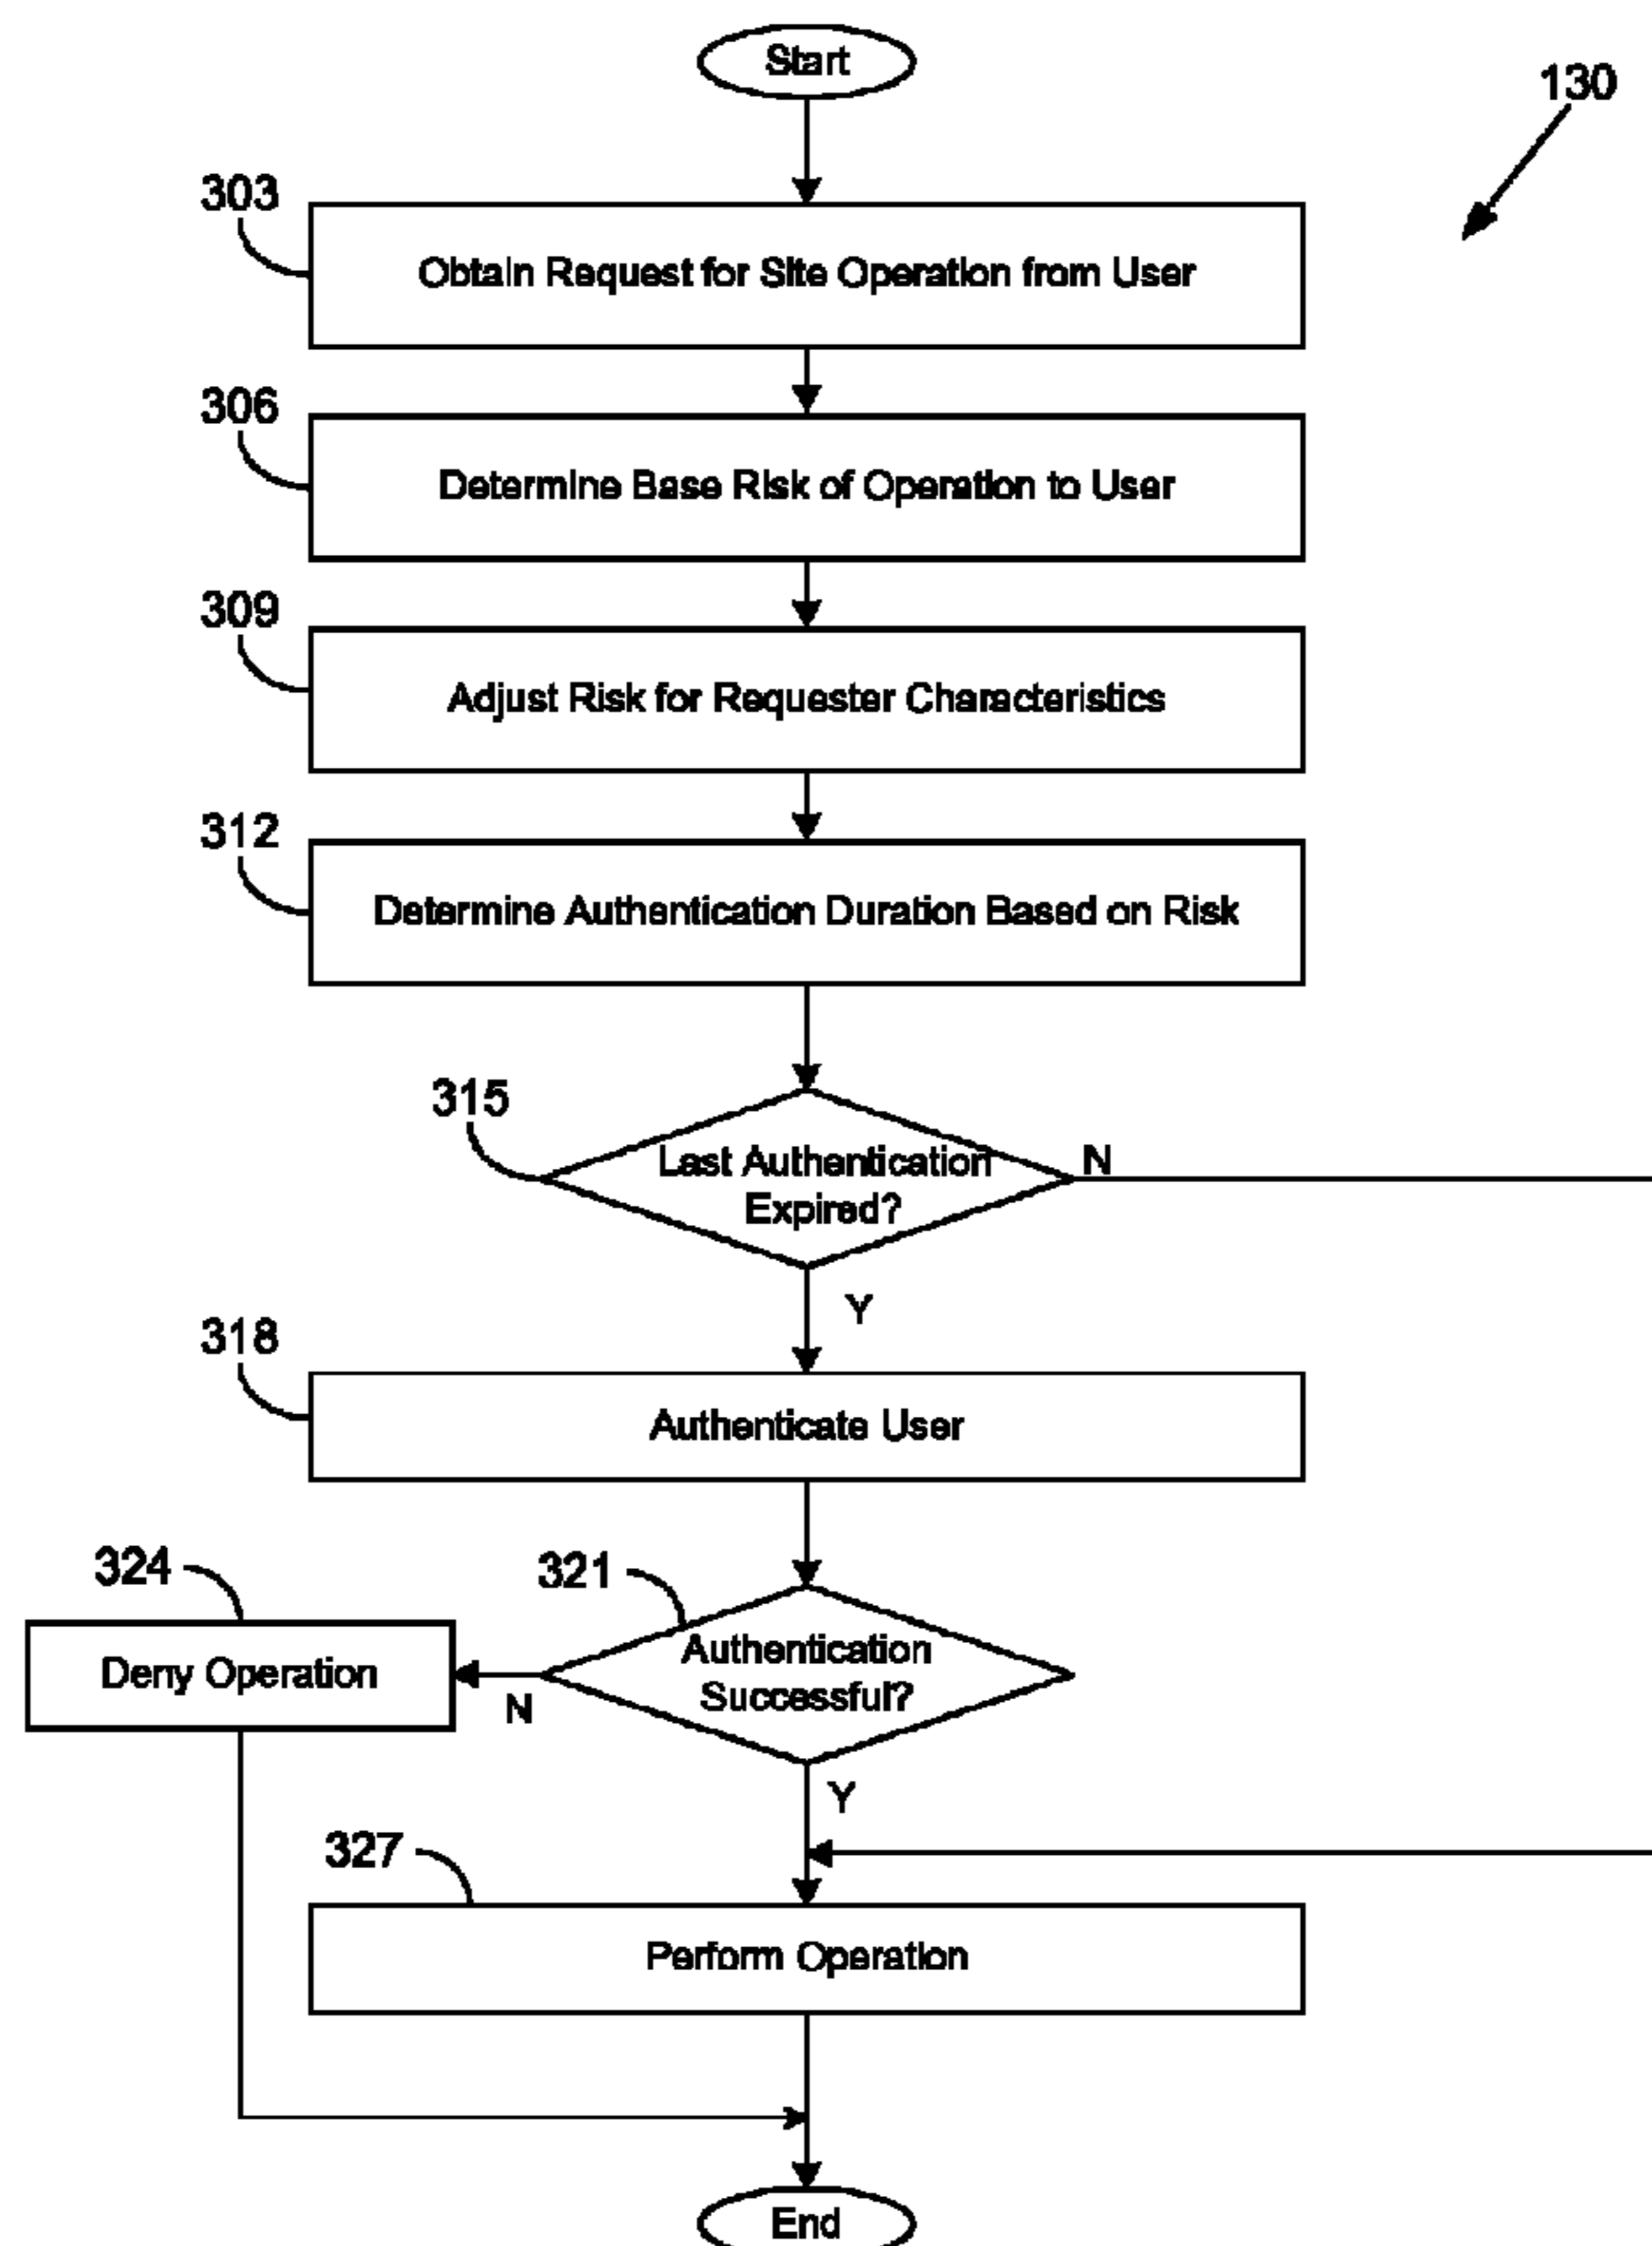 Start
130
303
Obtain Request for Site Operation from User
306
Determine Base Risk of Operation to User
309
Adjust Risk for Requester Characteristics
312
Determine Authentication Duration Based on Risk
315
Last Authentication
Expired?
N
Y
318
Authenticate User
324
321
Deny Operation
Authentication
Successful?
N
Y
327
Perform Operation
End